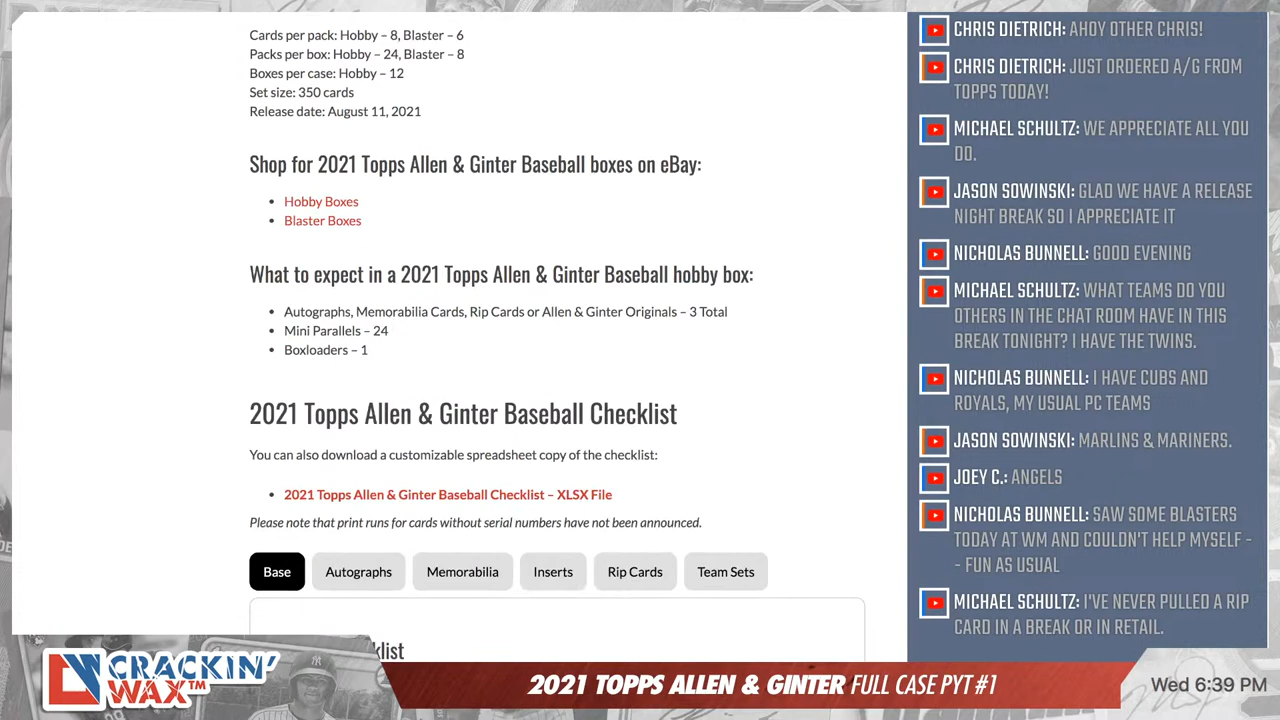 Cards per pack: Hobby – 8, Blaster – 6
Packs per box: Hobby – 24, Blaster – 8
Boxes per case: Hobby – 12
Set size: 350 cards
Release date: August 11, 2021
Shop for 2021 Topps Allen & Ginter Baseball boxes on eBay:
• Hobby Boxes
• Blaster Boxes
What to expect in a 2021 Topps Allen & Ginter Baseball hobby box:
• Autographs, Memorabilia Cards, Rip Cards or Allen & Ginter Originals – 3 Total
• Mini Parallels – 24
• Boxloaders – 1
2021 Topps Allen & Ginter Baseball Checklist
You can also download a customizable spreadsheet copy of the checklist:
• 2021 Topps Allen & Ginter Baseball Checklist – XLSX File
Please note that print runs for cards without serial numbers have not been announced.
Base Autographs Memorabilia Inserts Rip Cards Team Sets
klist
CHRIS DIETRICH: AHOY OTHER CHRIS!
CHRIS DIETRICH: JUST ORDERED A/G FROM
TOPPS TODAY!
MICHAEL SCHULTZ: WE APPRECIATE ALL YOU
DO.
JASON SOWINSKI: GLAD WE HAVE A RELEASE
NIGHT BREAK SO I APPRECIATE IT
NICHOLAS BUNNELL: GOOD EVENING
MICHAEL SCHULTZ: WHAT TEAMS DO YOU
OTHERS IN THE CHAT ROOM HAVE IN THIS
BREAK TONIGHT? I HAVE THE TWINS.
NICHOLAS BUNNELL: I HAVE CUBS AND
ROYALS, MY USUAL PC TEAMS
JASON SOWINSKI: MARLINS & MARINERS.
JOEY C.: ANGELS
NICHOLAS BUNNELL: SAW SOME BLASTERS
TODAY AT WM AND COULDN'T HELP MYSELF -
- FUN AS USUAL
MICHAEL SCHULTZ: I'VE NEVER PULLED A RIP
CARD IN A BREAK OR IN RETAIL.
CRACKIN'
WAX™
2021 TOPPS ALLEN & GINTER FULL CASE PYT #1
Wed 6:39 PM